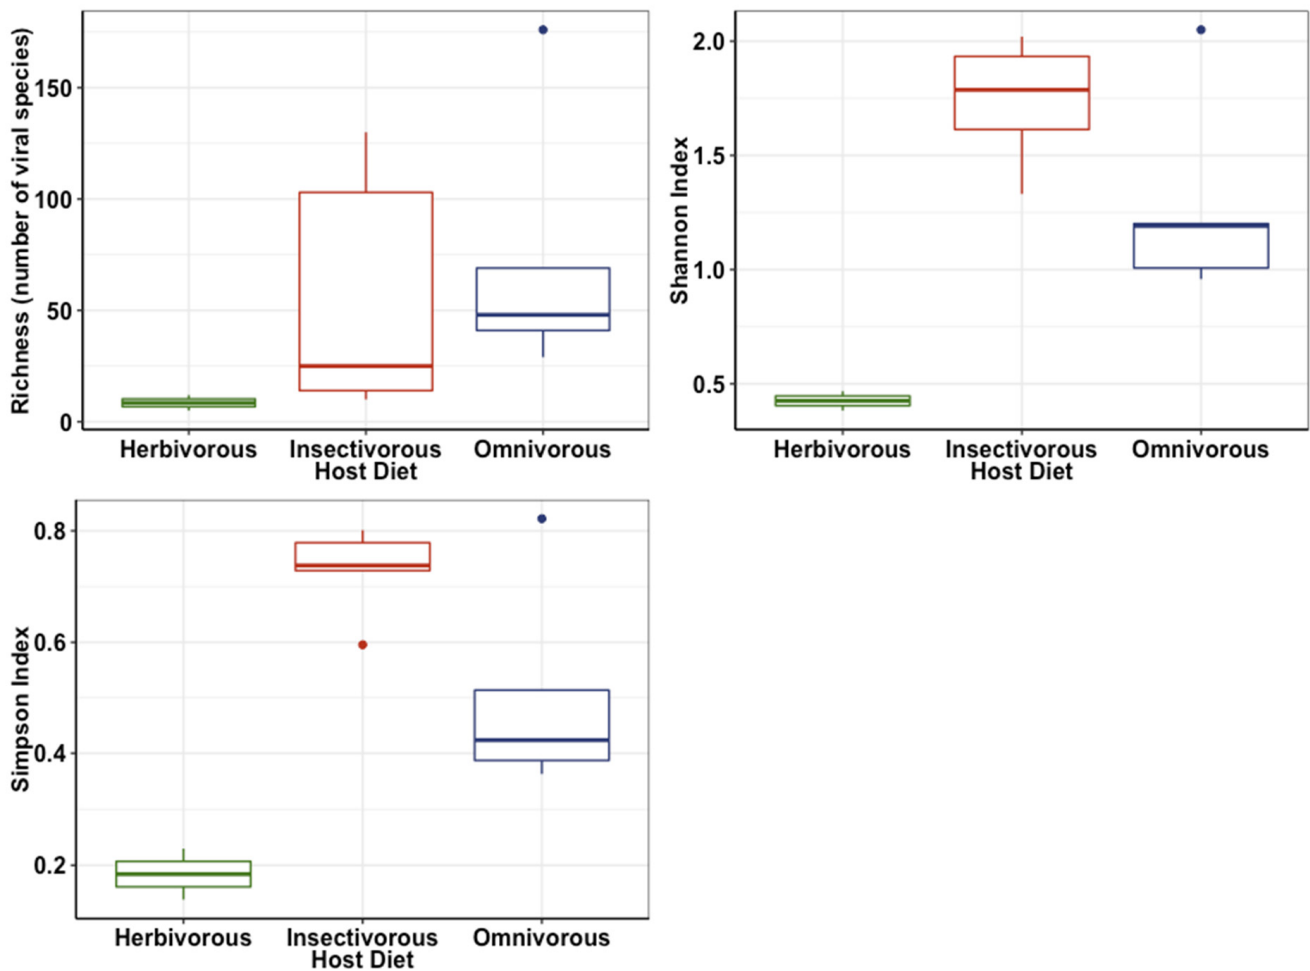 Richness (number of viral species)
150
100
50
0
Herbivorous Insectivorous Omnivorous
Host Diet
Shannon Index
2.0
1.5
1.0
0.5
Herbivorous Insectivorous Omnivorous
Host Diet
Simpson Index
0.8
0.6
0.4
0.2
Herbivorous Insectivorous Omnivorous
Host Diet